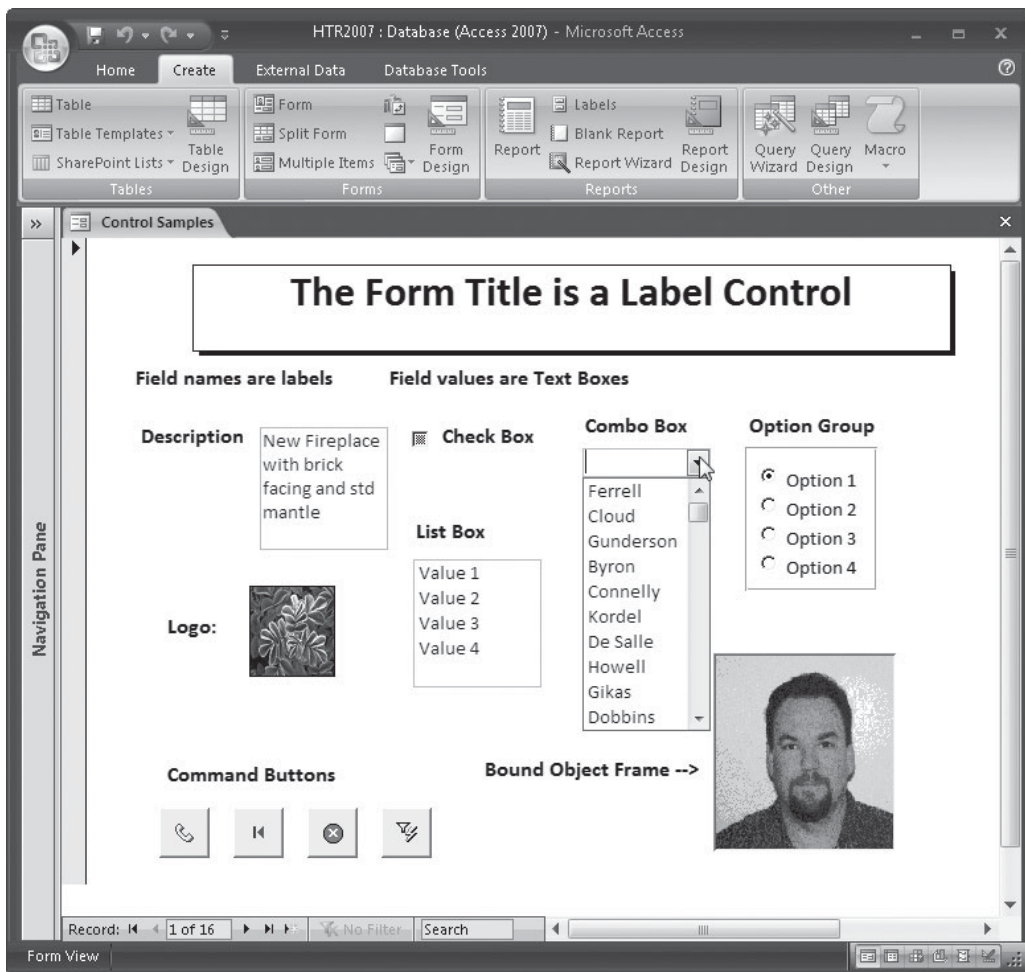 HTR2007 : Database (Access 2007) - Microsoft Access
Home Create External Data Database Tools
Table
Table Templates
SharePoint Lists
Table Design
Tables
Form
Split Form
Multiple Items
Form Design
Forms
Report
Labels
Blank Report
Report Wizard
Report Design
Reports
Query Wizard
Query Design
Macro
Other
Control Samples
Navigation Pane
The Form Title is a Label Control
Field names are labels Field values are Text Boxes
Description
New Fireplace
with brick
facing and std
mantle
Check Box
Combo Box
Ferrell
Cloud
Gunderson
Byron
Connelly
Kordel
De Salle
Howell
Gikas
Dobbins
Option Group
Option 1
Option 2
Option 3
Option 4
List Box
Value 1
Value 2
Value 3
Value 4
Logo:
Command Buttons
Bound Object Frame -->
Record: 1 of 16 No Filter Search
Form View